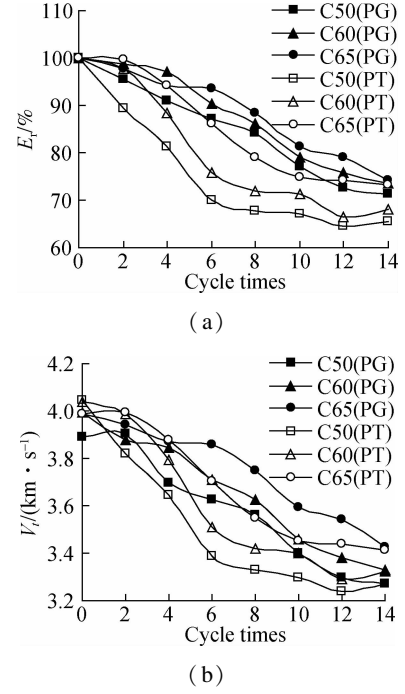 110
100
90
80
70
60
E_r/%
C50(PG)
C60(PG)
C65(PG)
C50(PT)
C60(PT)
C65(PT)
0 2 4 6 8 10 12 14
Cycle times
(a)
4.2
4.0
3.8
3.6
3.4
3.2
V_t/(km·s⁻¹)
C50(PG)
C60(PG)
C65(PG)
C50(PT)
C60(PT)
C65(PT)
0 2 4 6 8 10 12 14
Cycle times
(b)